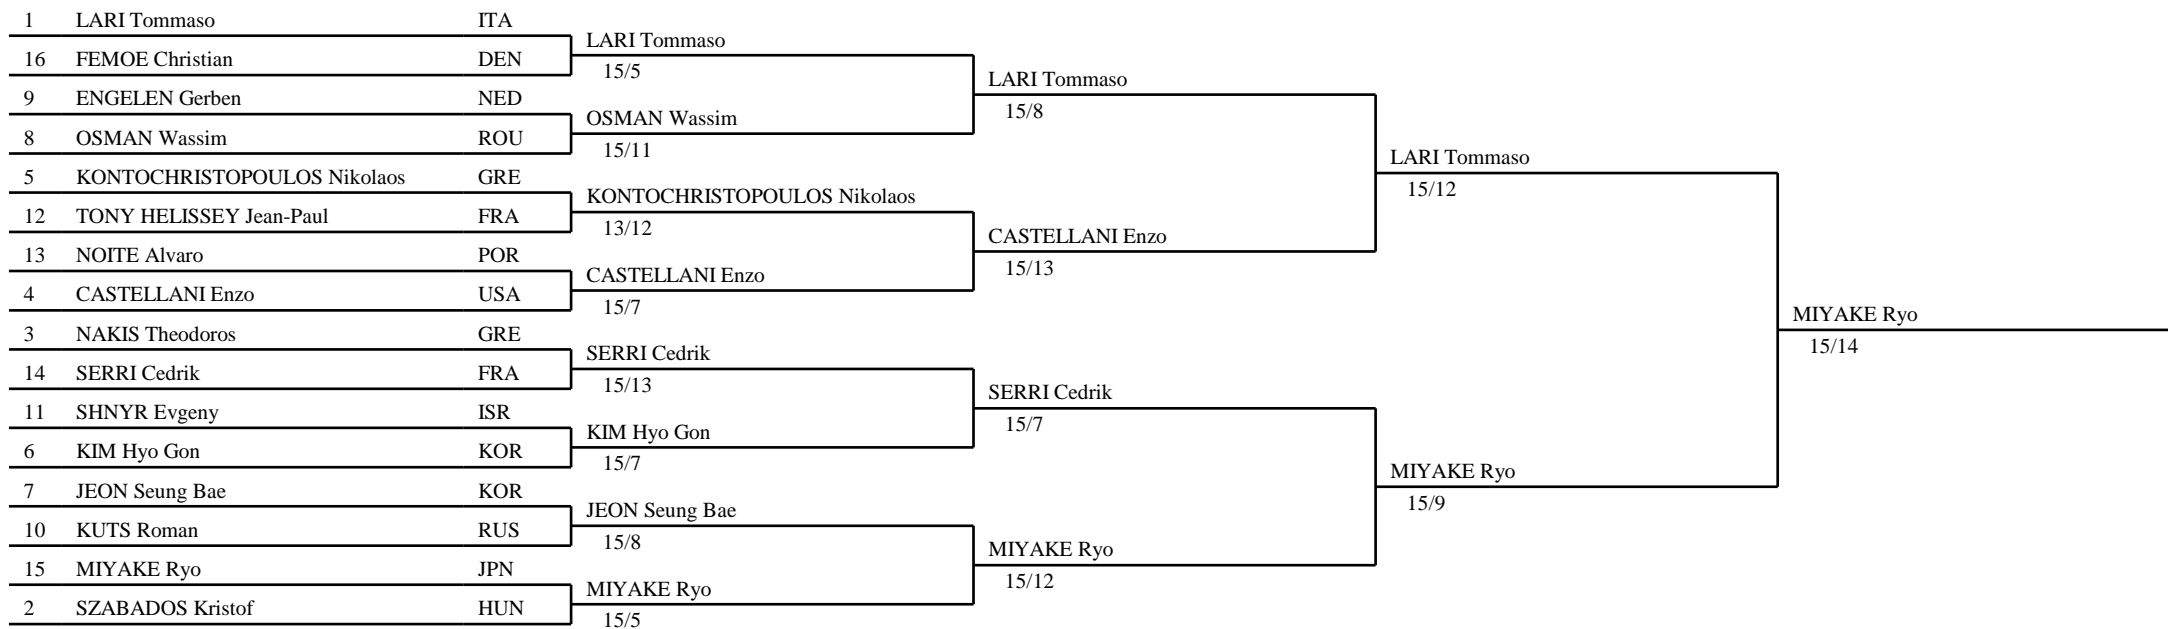 1 LARI Tommaso ITA
16 FEMOE Christian DEN
9 ENGELEN Gerben NED
8 OSMAN Wassim ROU
5 KONTOCHRISTOPOULOS Nikolaos GRE
12 TONY HELISSEY Jean-Paul FRA
13 NOITE Alvaro POR
4 CASTELLANI Enzo USA
3 NAKIS Theodoros GRE
14 SERRI Cedrik FRA
11 SHNYR Evgeny ISR
6 KIM Hyo Gon KOR
7 JEON Seung Bae KOR
10 KUTS Roman RUS
15 MIYAKE Ryo JPN
2 SZABADOS Kristof HUN
LARI Tommaso
15/5
OSMAN Wassim
15/11
KONTOCHRISTOPOULOS Nikolaos
13/12
CASTELLANI Enzo
15/7
SERRI Cedrik
15/13
KIM Hyo Gon
15/7
JEON Seung Bae
15/8
MIYAKE Ryo
15/5
LARI Tommaso
15/8
CASTELLANI Enzo
15/13
SERRI Cedrik
15/7
MIYAKE Ryo
15/12
LARI Tommaso
15/12
MIYAKE Ryo
15/9
MIYAKE Ryo
15/14